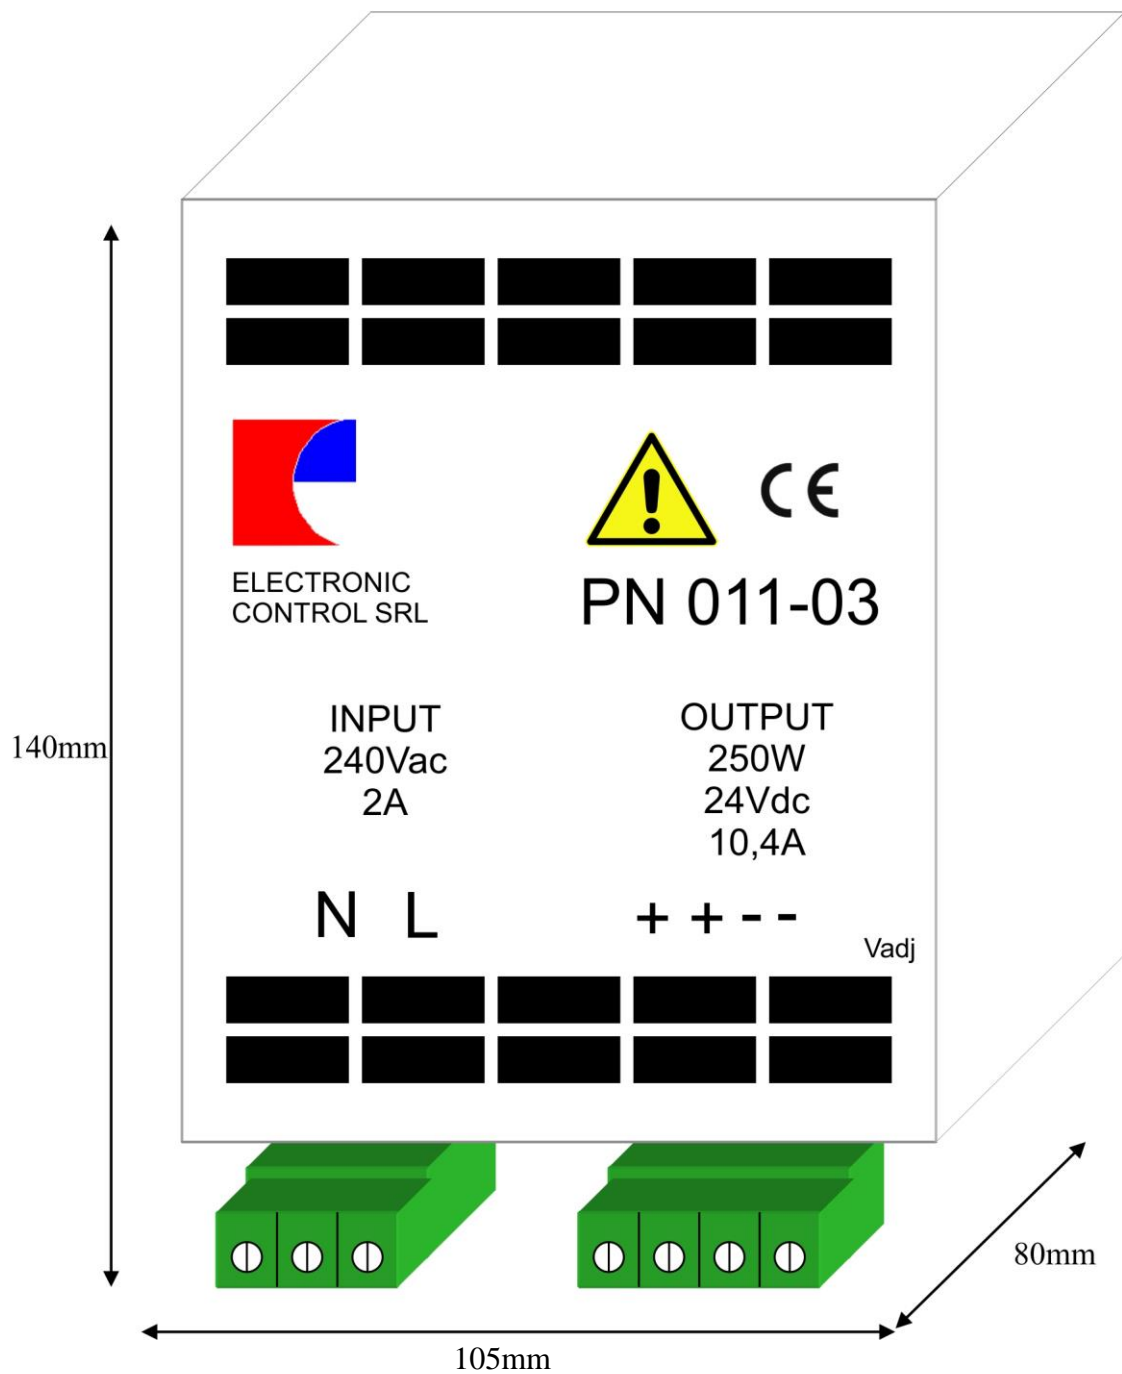 ELECTRONIC
CONTROL SRL
CE
PN 011-03
INPUT
240Vac
2A
OUTPUT
250W
24Vdc
10,4A
N L
+ + - -
Vadj
140mm
80mm
105mm